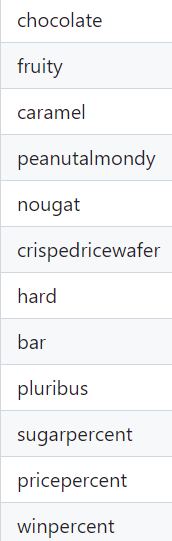 chocolate
fruity
caramel
peanutalmondy
nougat
crispedricewafer
hard
bar
pluribus
sugarpercent
pricepercent
winpercent